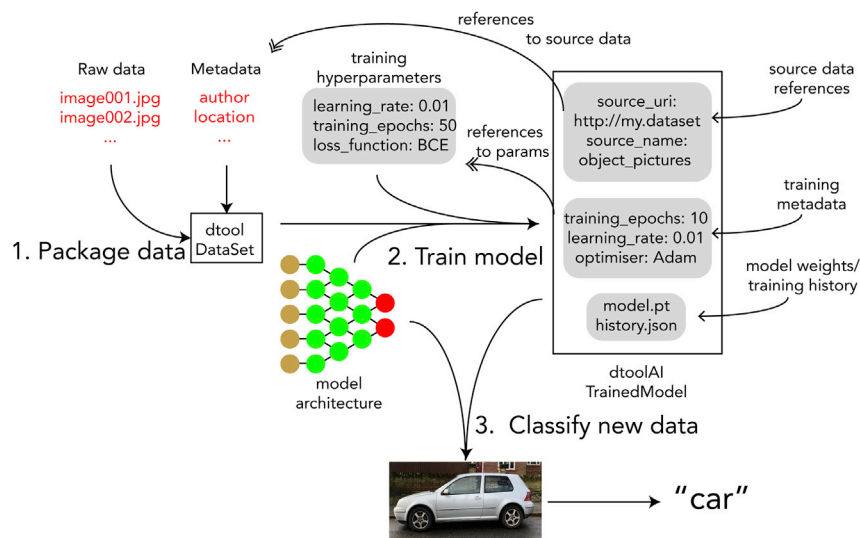 references
to source data
Raw data
Metadata
training
hyperparameters
image001.jpg
image002.jpg
...
author
location
...
learning_rate: 0.01
training_epochs: 50
loss_function: BCE
references
to params
source_uri:
http://my.dataset
source_name:
object_pictures
source data
references
1. Package data
dtool
DataSet
2. Train model
training_epochs: 10
learning_rate: 0.01
optimiser: Adam
training
metadata
model weights/
training history
model.pt
history.json
model
architecture
dtoolAI
TrainedModel
3. Classify new data
“car”